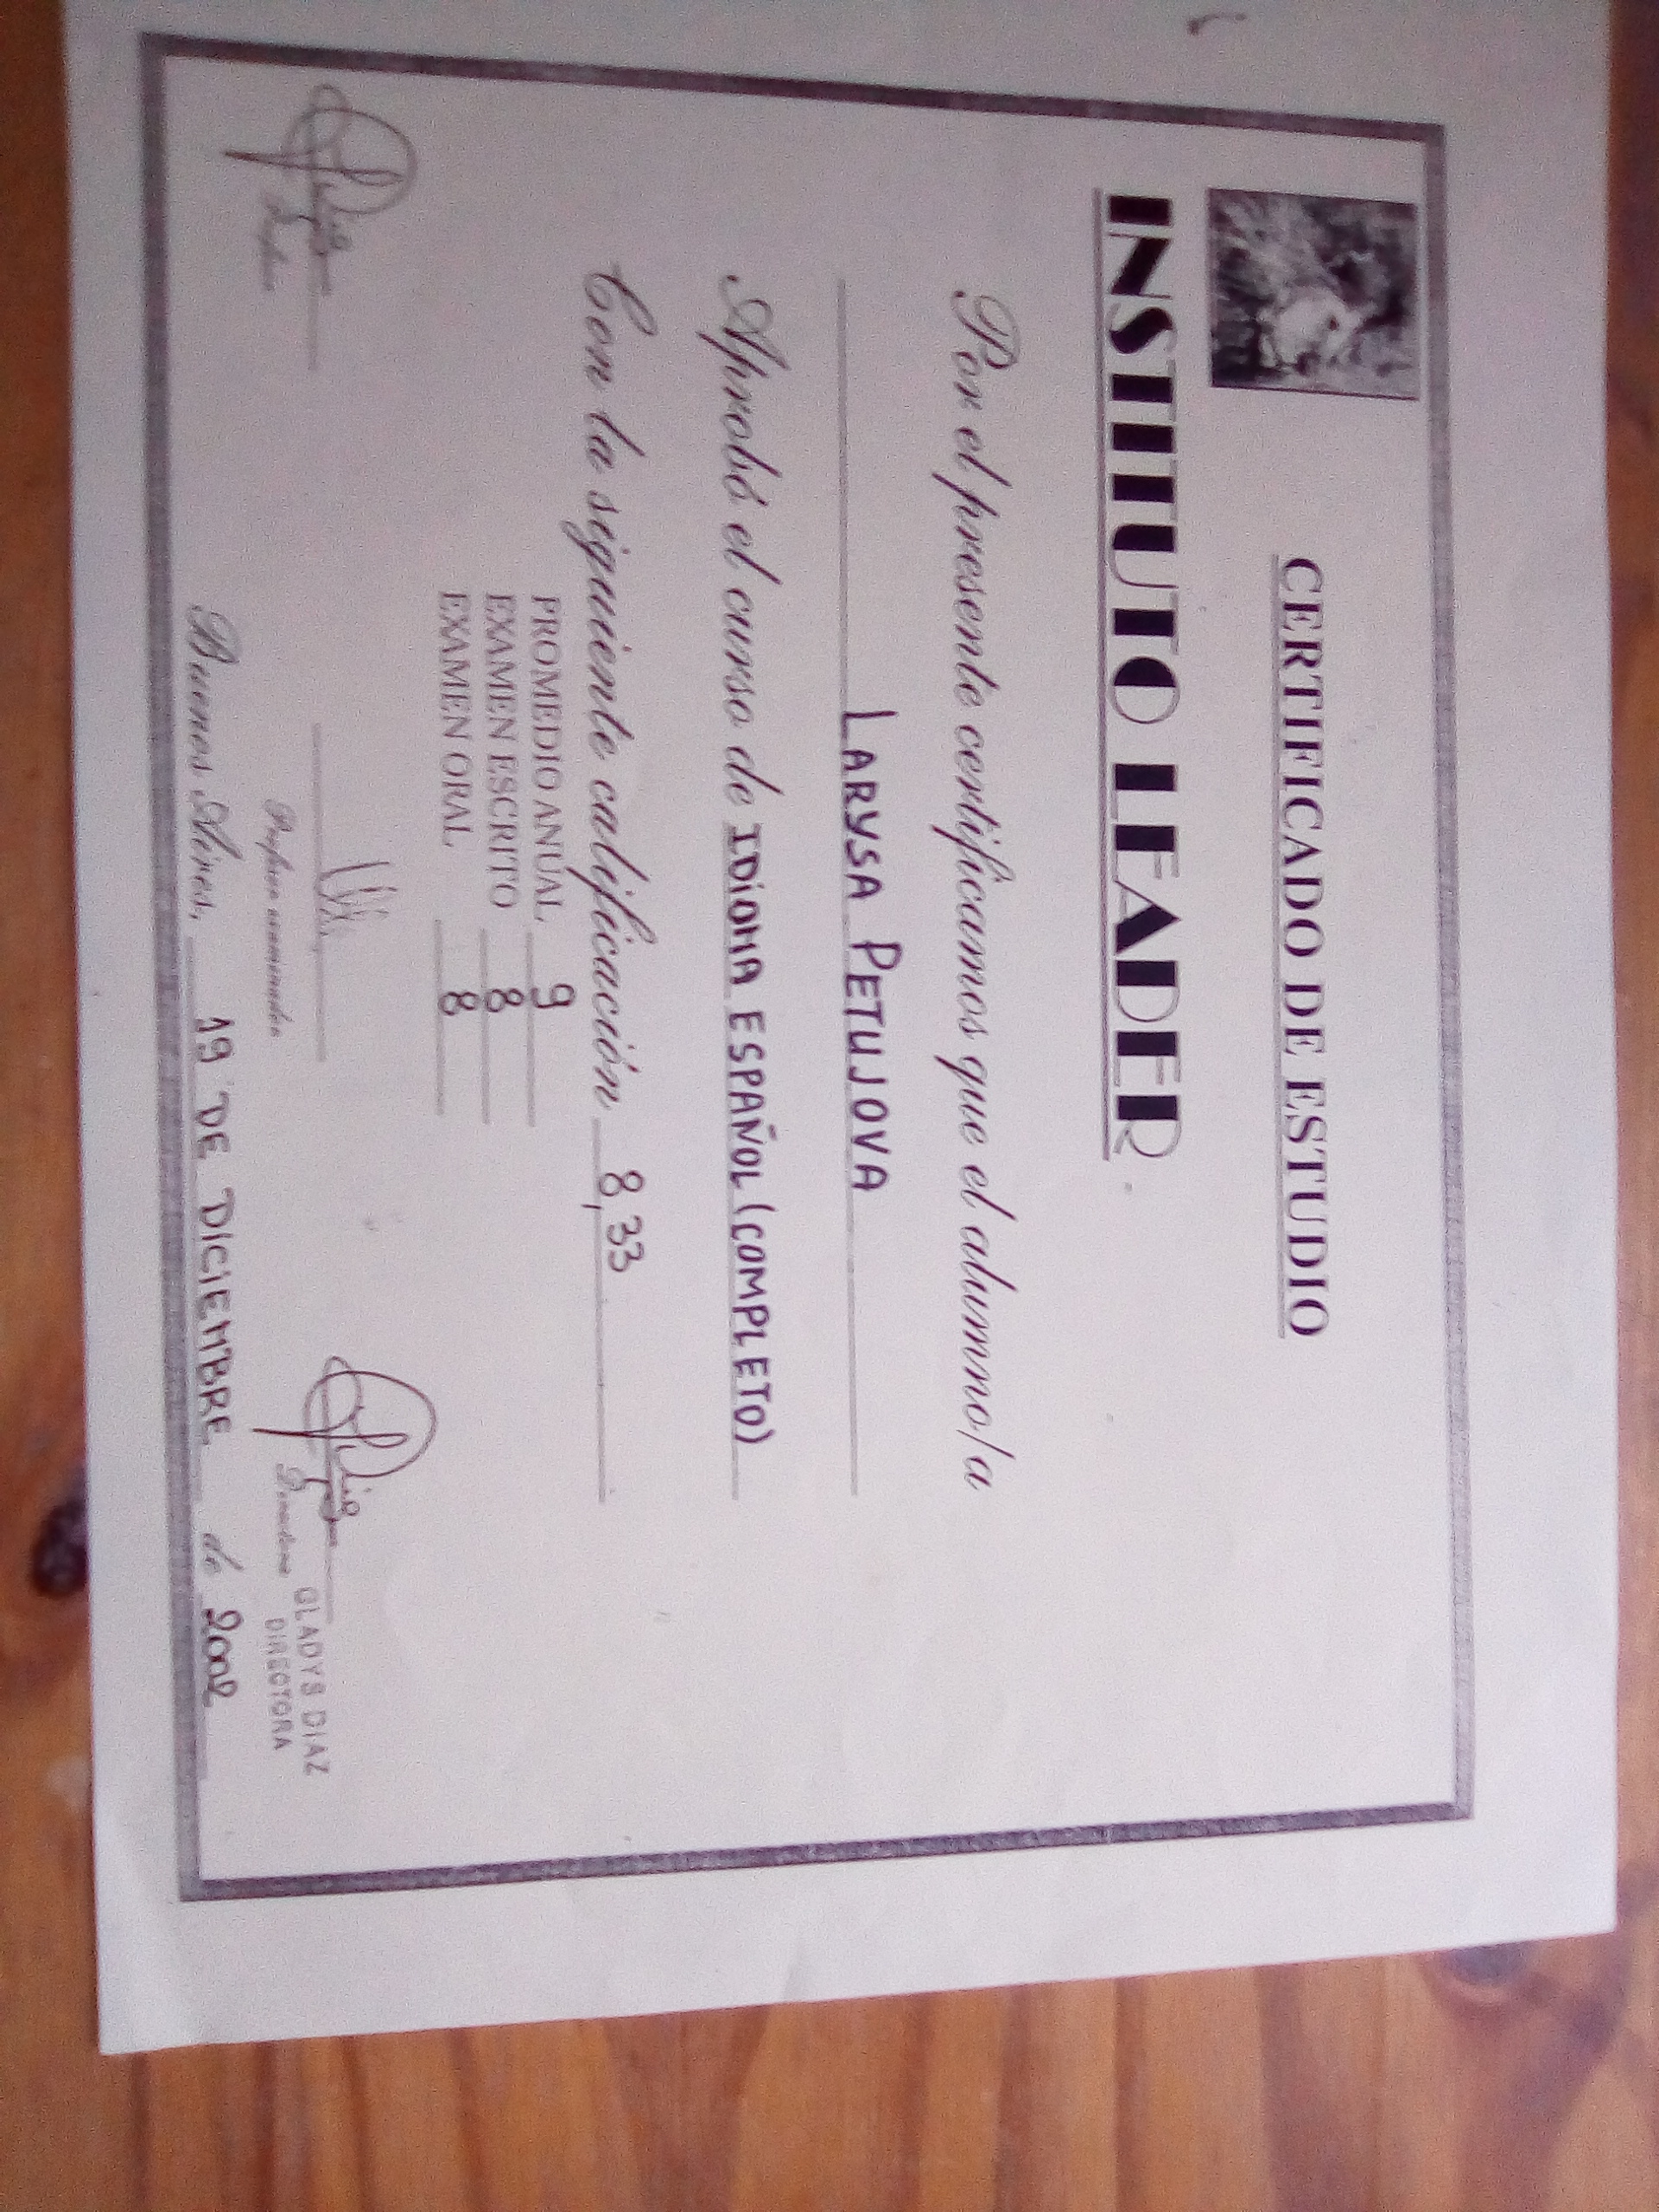 CERTIFICADO DE ESTUDIO
INSTITUTO LEADER
Por el presente certificamos que el alumno/a
LARYSA PETUJOVA
Aprobó el curso de IDIOMA ESPAÑOL (COMPLETO)
Con la siguiente calificación 8,33
PROMEDIO ANUAL 9
EXAMEN ESCRITO 8
EXAMEN ORAL 8
Profesor examinador
GLADYS DIAZ
DIRECTORA
Buenos Aires, 19 DE DICIEMBRE de 2002